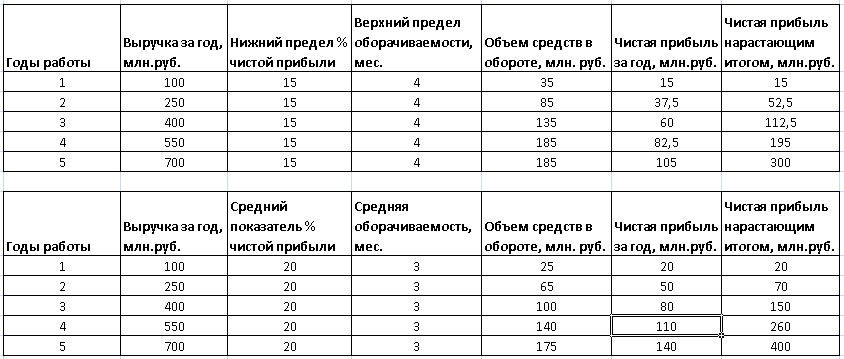 Годы работы Выручка за год, млн.руб. Нижний предел % чистой прибыли Верхний предел оборачиваемости, мес. Объем средств в обороте, млн. руб. Чистая прибыль за год, млн.руб. Чистая прибыль нарастающим итогом, млн.руб.
1 100 15 4 35 15 15
2 250 15 4 85 37,5 52,5
3 400 15 4 135 60 112,5
4 550 15 4 185 82,5 195
5 700 15 4 185 105 300
Годы работы Выручка за год, млн.руб. Средний показатель % чистой прибыли Средняя оборачиваемость, мес. Объем средств в обороте, млн. руб. Чистая прибыль за год, млн.руб. Чистая прибыль нарастающим итогом, млн.руб.
1 100 20 3 25 20 20
2 250 20 3 65 50 70
3 400 20 3 100 80 150
4 550 20 3 140 110 260
5 700 20 3 175 140 400